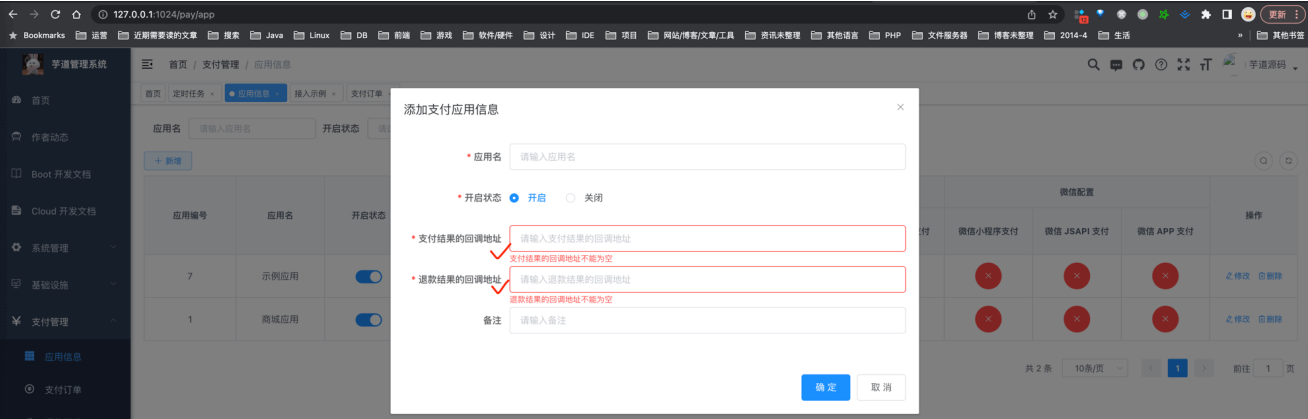 127.0.0.1:1024/pay/app
更新
Bookmarks 运营 近期需要读的文章 搜索 Java Linux DB 前端 游戏 软件/硬件 设计 IDE 项目 网站/博客/文章/工具 资讯未整理 其他语言 PHP 文件服务器 博客未整理 2014-4 生活 » 其他书签
芋道管理系统
首页 / 支付管理 / 应用信息
芋道源码
首页 定时任务 × 应用信息 × 接入示例 × 支付订单
首页
作者动态
Boot 开发文档
Cloud 开发文档
系统管理
基础设施
支付管理
应用信息
支付订单
应用名 请输入应用名 开启状态
+ 新增
应用编号 应用名 开启状态
微信配置
微信小程序支付 微信 JSAPI 支付 微信 APP 支付
操作
7 示例应用
修改 删除
1 商城应用
修改 删除
共 2 条 10条/页 1 前往 1 页
添加支付应用信息
* 应用名 请输入应用名
* 开启状态 开启 关闭
* 支付结果的回调地址 请输入支付结果的回调地址
支付结果的回调地址不能为空
* 退款结果的回调地址 请输入退款结果的回调地址
退款结果的回调地址不能为空
备注 请输入备注
确 定 取 消